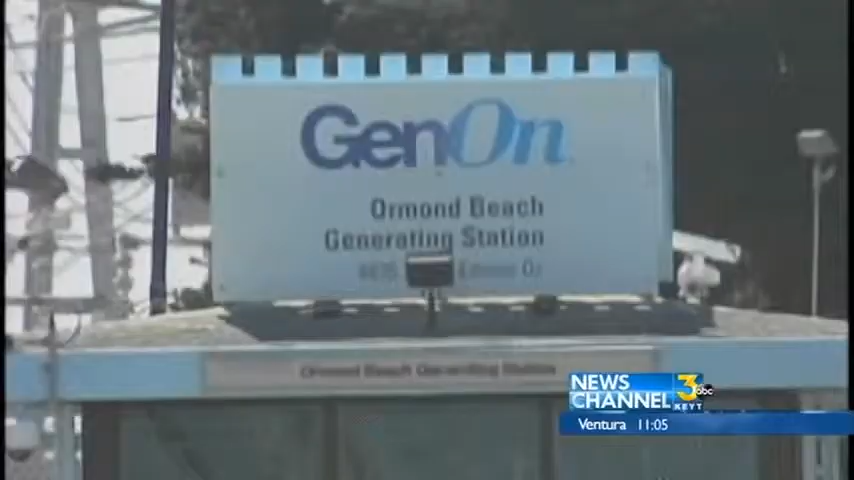 GenOn
Ormond Beach
Generating Station
Ormond Beach Generating Station
NEWS
CHANNEL 3 abc
KEYT
Ventura 11:05